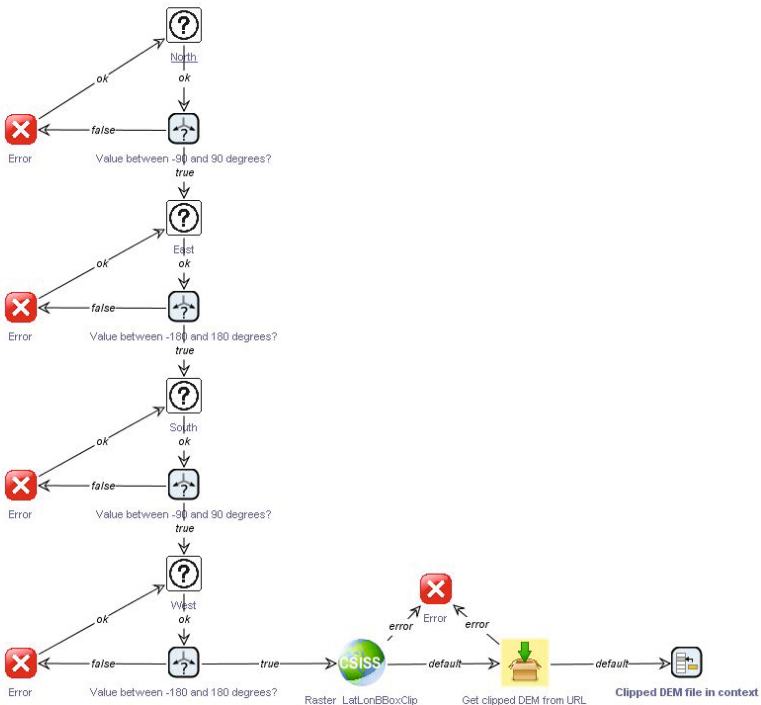 North
ok
ok
false
Error
Value between -90 and 90 degrees?
true
East
ok
ok
false
Error
Value between -180 and 180 degrees?
true
South
ok
ok
false
Error
Value between -90 and 90 degrees?
true
West
ok
ok
Error
error
error
false
true
CSISS
default
default
Error
Value between -180 and 180 degrees?
Raster_LatLonBBoxClip
Get clipped DEM from URL
Clipped DEM file in context